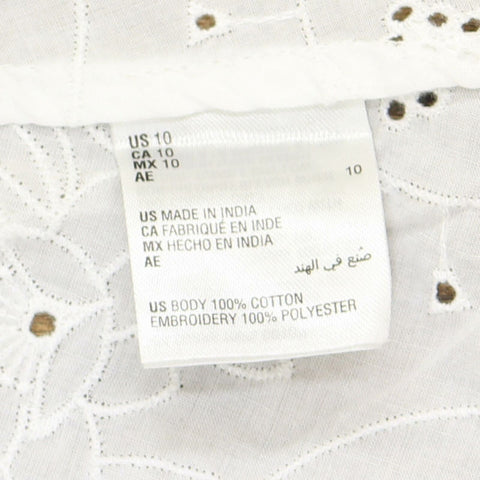 US 10
CA 10
MX 10
AE 10
US MADE IN INDIA
CA FABRIQUÉ EN INDE
MX HECHO EN INDIA
AE صُنع في الهند
US BODY 100% COTTON
EMBROIDERY 100% POLYESTER